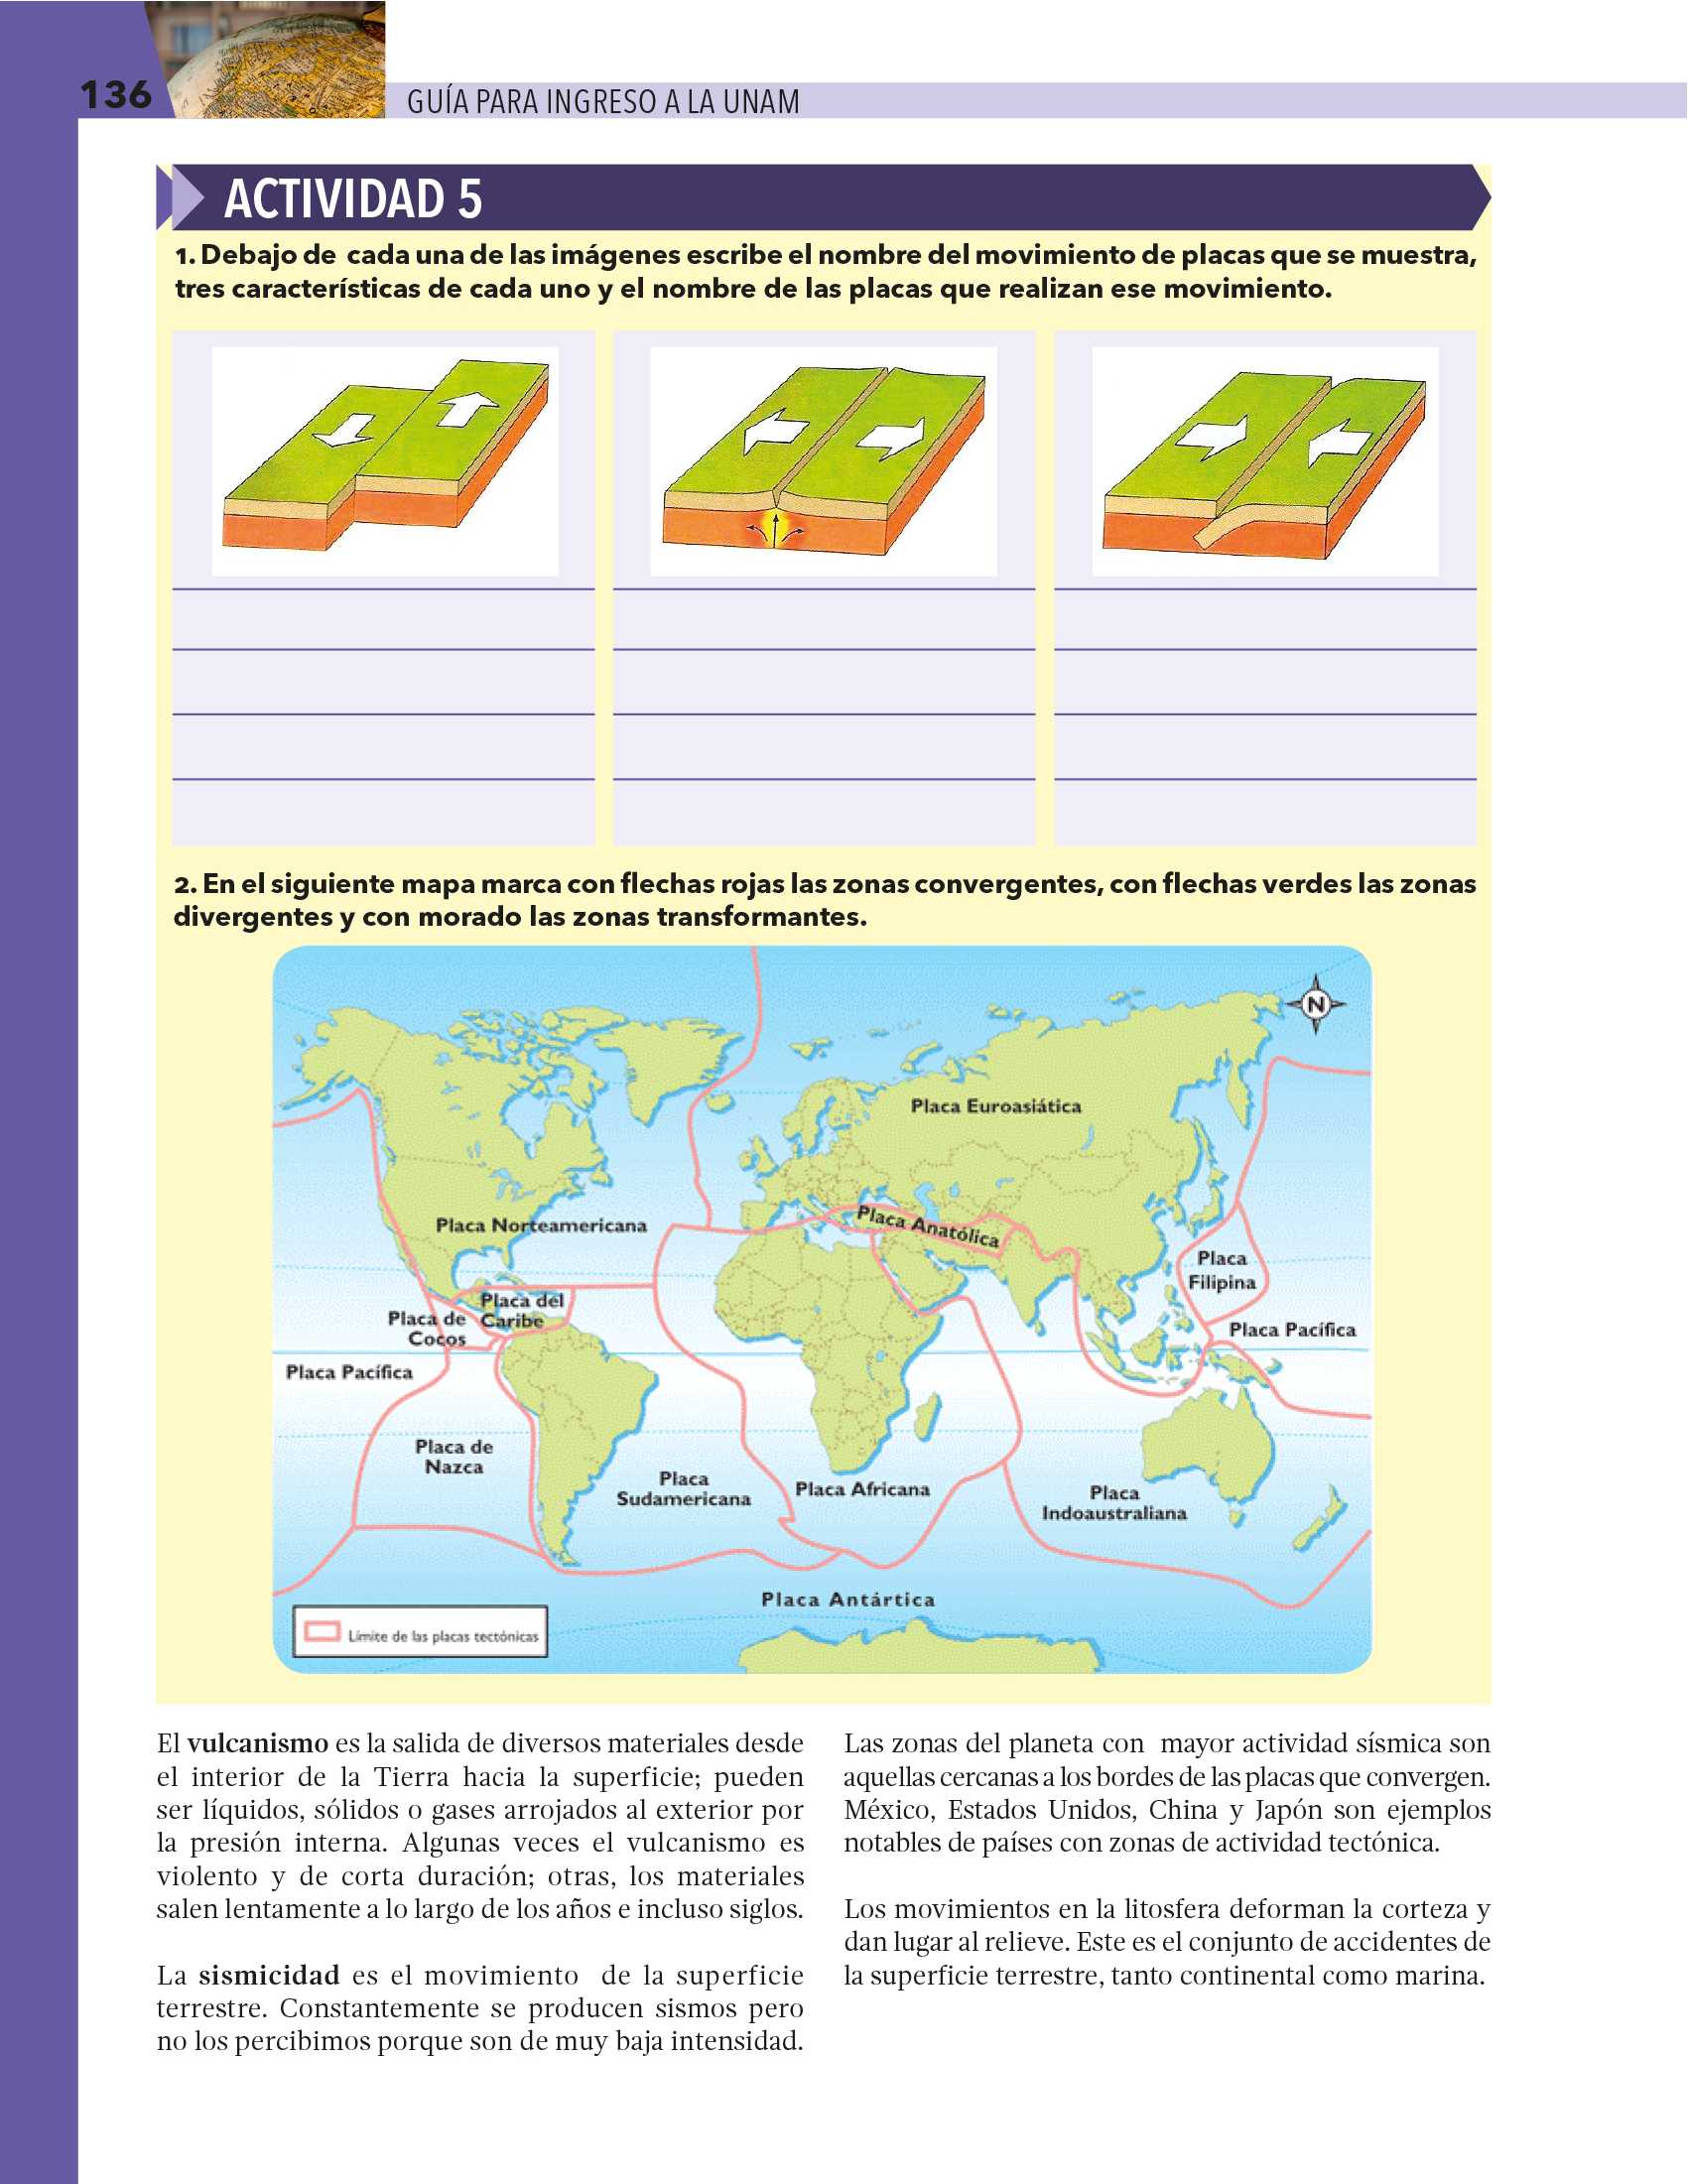 136
GUÍA PARA INGRESO A LA UNAM
ACTIVIDAD 5
1. Debajo de cada una de las imágenes escribe el nombre del movimiento de placas que se muestra,
tres características de cada uno y el nombre de las placas que realizan ese movimiento.
2. En el siguiente mapa marca con flechas rojas las zonas convergentes, con flechas verdes las zonas
divergentes y con morado las zonas transformantes.
N
Placa Euroasiática
Placa Norteamericana
Placa Anatólica
Placa
Filipina
Placa del
Caribe
Placa de
Cocos
Placa Pacífica
Placa Pacífica
Placa de
Nazca
Placa
Sudamericana
Placa Africana
Placa
Indoaustraliana
Placa Antártica
Límite de las placas tectónicas
El vulcanismo es la salida de diversos materiales desde
el interior de la Tierra hacia la superficie; pueden
ser líquidos, sólidos o gases arrojados al exterior por
la presión interna. Algunas veces el vulcanismo es
violento y de corta duración; otras, los materiales
salen lentamente a lo largo de los años e incluso siglos.
La sismicidad es el movimiento de la superficie
terrestre. Constantemente se producen sismos pero
no los percibimos porque son de muy baja intensidad.
Las zonas del planeta con mayor actividad sísmica son
aquellas cercanas a los bordes de las placas que convergen.
México, Estados Unidos, China y Japón son ejemplos
notables de países con zonas de actividad tectónica.
Los movimientos en la litosfera deforman la corteza y
dan lugar al relieve. Este es el conjunto de accidentes de
la superficie terrestre, tanto continental como marina.